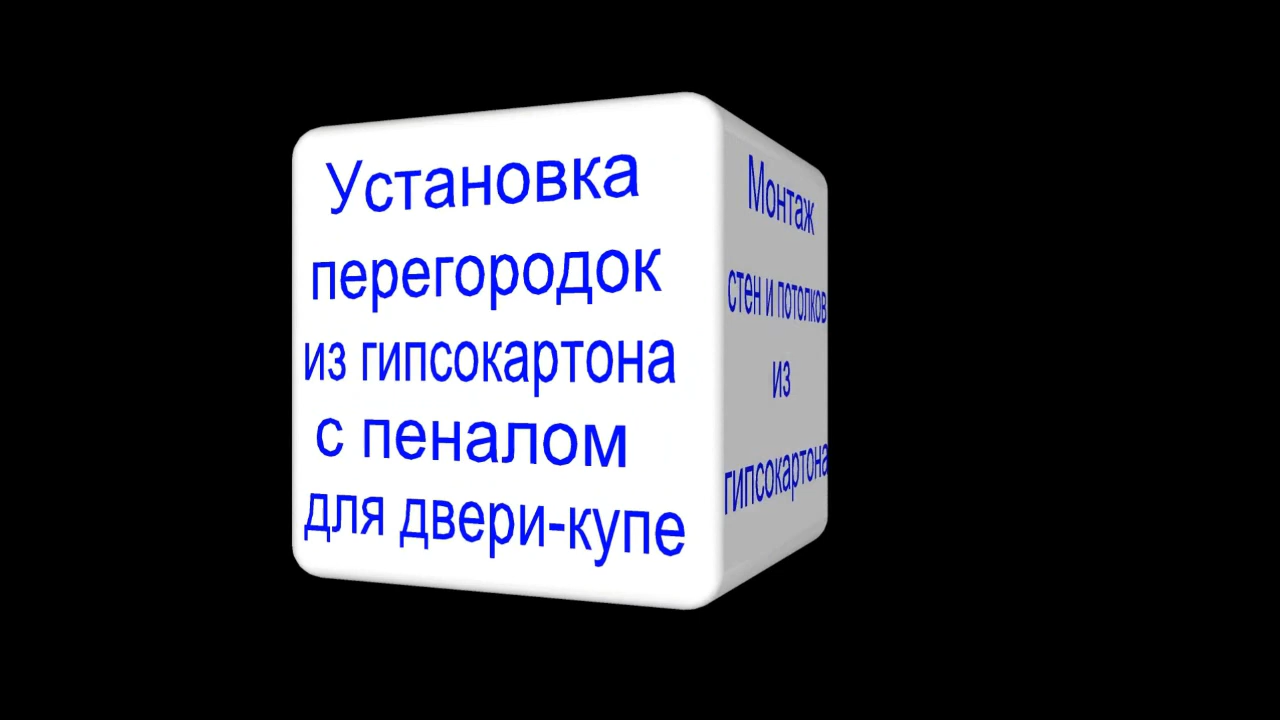 Установка
перегородок
из гипсокартона
с пеналом
для двери-купе
Монтаж
стен и потолков
из
гипсокартона